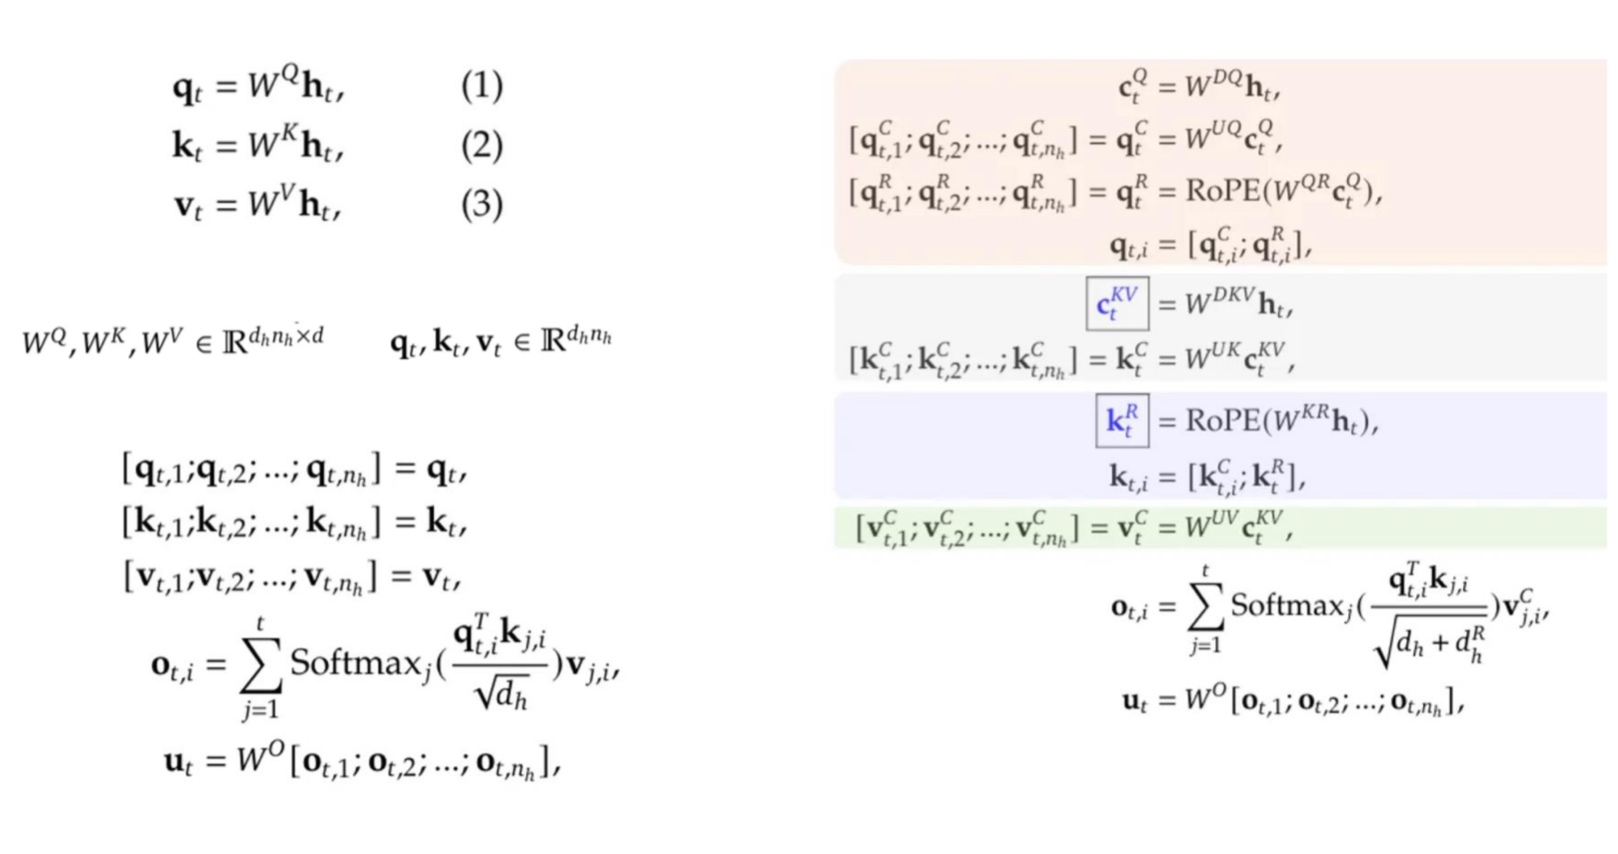 q_t = W^Q h_t, (1)
k_t = W^K h_t, (2)
v_t = W^V h_t, (3)
W^Q, W^K, W^V ∈ ℝ^{d_h n_h × d} q_t, k_t, v_t ∈ ℝ^{d_h n_h}
[q_{t,1}; q_{t,2}; ...; q_{t,n_h}] = q_t,
[k_{t,1}; k_{t,2}; ...; k_{t,n_h}] = k_t,
[v_{t,1}; v_{t,2}; ...; v_{t,n_h}] = v_t,
o_{t,i} = ∑_{j=1}^{t} Softmax_j(\frac{q_{t,i}^T k_{j,i}}{\sqrt{d_h}}) v_{j,i},
u_t = W^O [o_{t,1}; o_{t,2}; ...; o_{t,n_h}],
c_t^Q = W^{DQ} h_t,
[q_{t,1}^C; q_{t,2}^C; ...; q_{t,n_h}^C] = q_t^C = W^{UQ} c_t^Q,
[q_{t,1}^R; q_{t,2}^R; ...; q_{t,n_h}^R] = q_t^R = RoPE(W^{QR} c_t^Q),
q_{t,i} = [q_{t,i}^C; q_{t,i}^R],
c_t^{KV} = W^{DKV} h_t,
[k_{t,1}^C; k_{t,2}^C; ...; k_{t,n_h}^C] = k_t^C = W^{UK} c_t^{KV},
k_t^R = RoPE(W^{KR} h_t),
k_{t,i} = [k_{t,i}^C; k_t^R],
[v_{t,1}^C; v_{t,2}^C; ...; v_{t,n_h}^C] = v_t^C = W^{UV} c_t^{KV},
o_{t,i} = ∑_{j=1}^{t} Softmax_j(\frac{q_{t,i}^T k_{j,i}}{\sqrt{d_h + d_h^R}}) v_{j,i}^C,
u_t = W^O [o_{t,1}; o_{t,2}; ...; o_{t,n_h}],